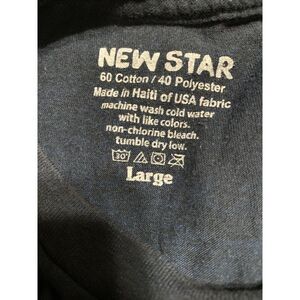 NEW STAR
60 Cotton / 40 Polyester
Made in Haiti of USA fabric
machine wash cold water
with like colors.
non-chlorine bleach.
tumble dry low.
30°
Large